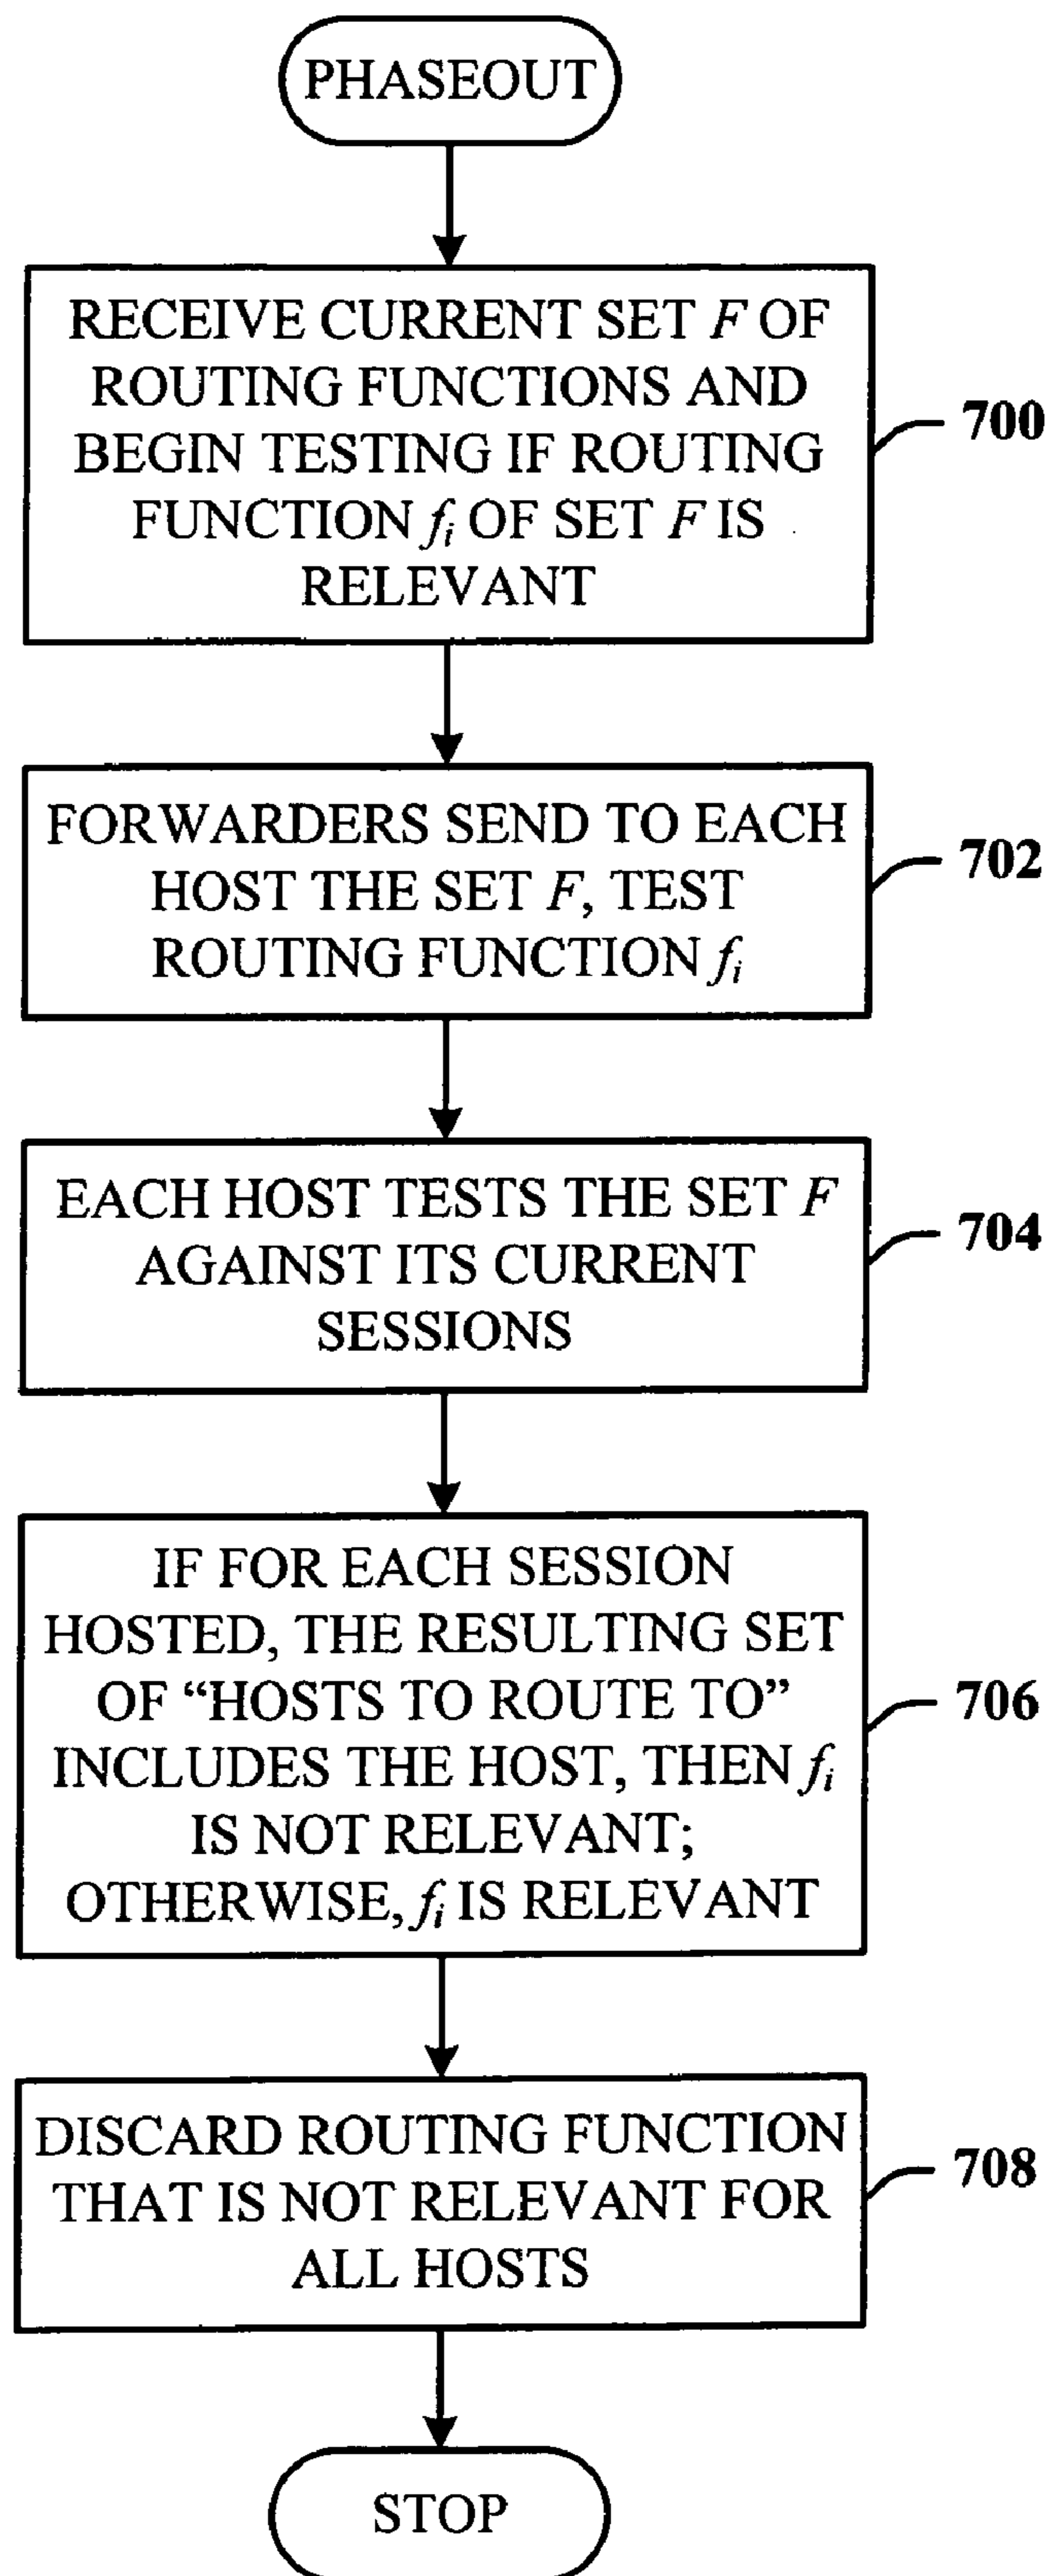 PHASEOUT
RECEIVE CURRENT SET F OF
ROUTING FUNCTIONS AND
BEGIN TESTING IF ROUTING
FUNCTION fi OF SET F IS
RELEVANT
700
FORWARDERS SEND TO EACH
HOST THE SET F, TEST
ROUTING FUNCTION fi
702
EACH HOST TESTS THE SET F
AGAINST ITS CURRENT
SESSIONS
704
IF FOR EACH SESSION
HOSTED, THE RESULTING SET
OF “HOSTS TO ROUTE TO”
INCLUDES THE HOST, THEN fi
IS NOT RELEVANT;
OTHERWISE, fi IS RELEVANT
706
DISCARD ROUTING FUNCTION
THAT IS NOT RELEVANT FOR
ALL HOSTS
708
STOP